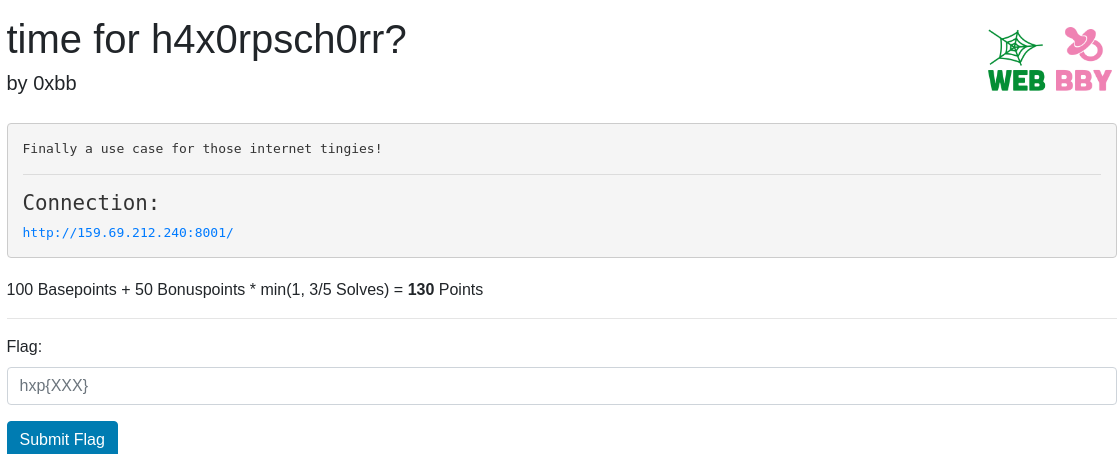 time for h4x0rpsch0rr?
by 0xbb
WEB BBY
Finally a use case for those internet tingies!
Connection:
http://159.69.212.240:8001/
100 Basepoints + 50 Bonuspoints * min(1, 3/5 Solves) = 130 Points
Flag:
hxp{XXX}
Submit Flag